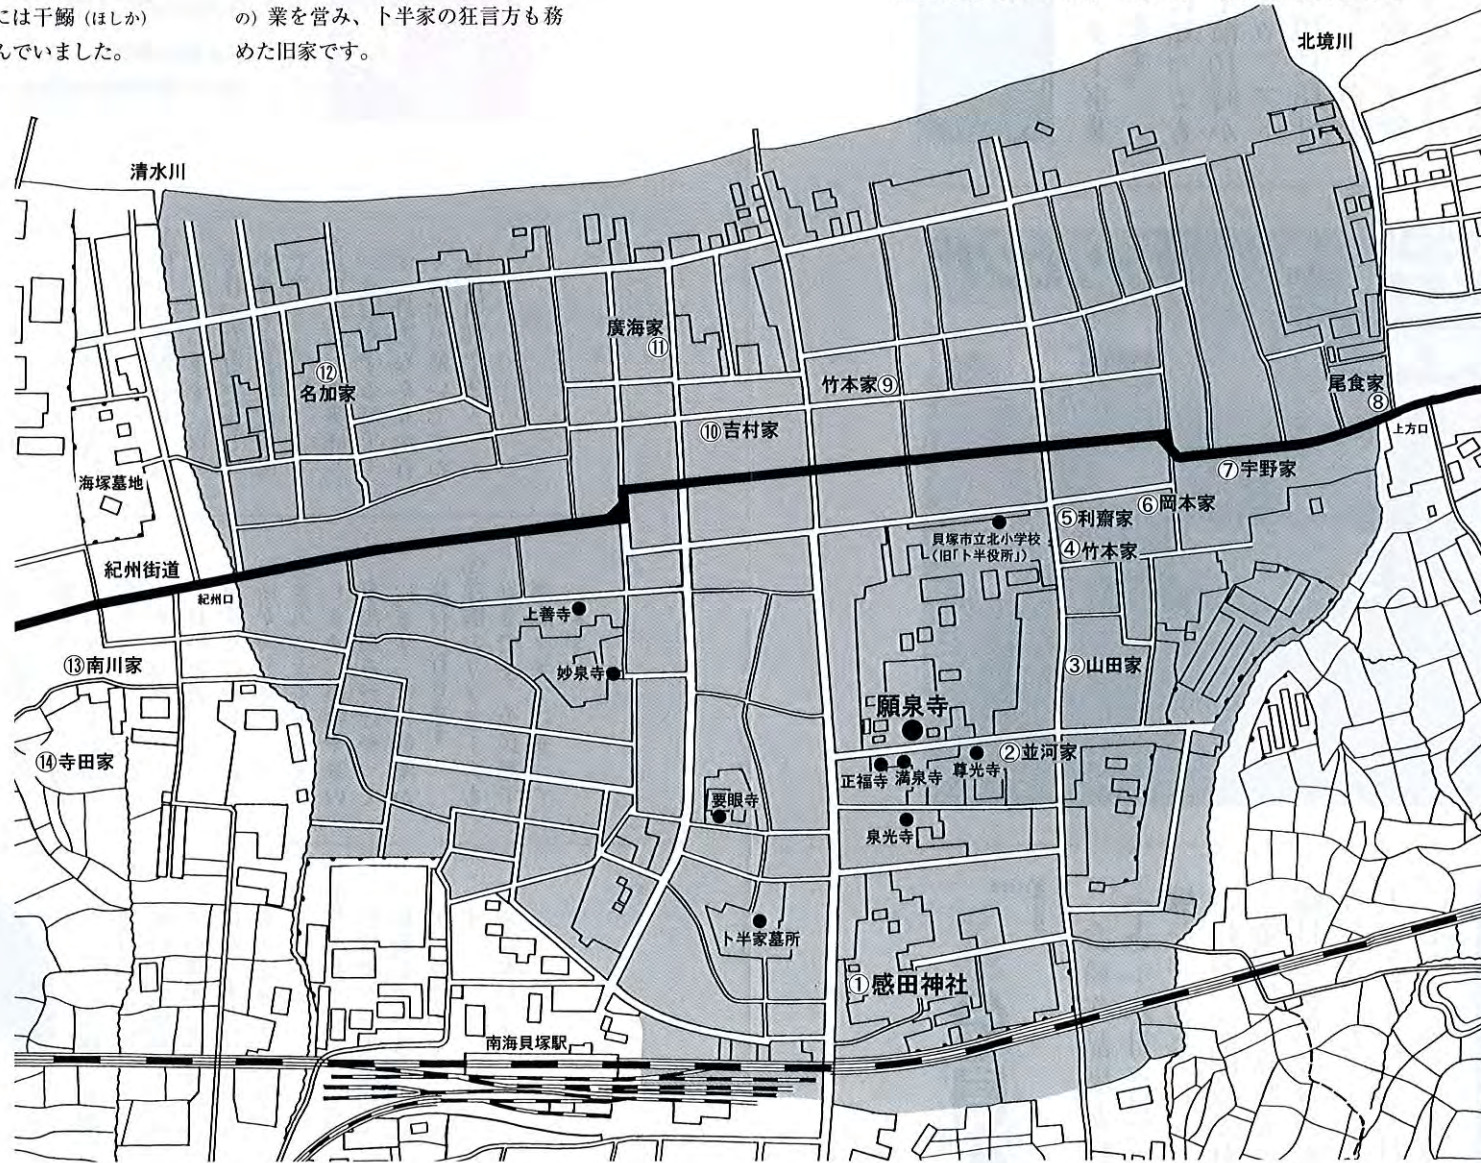 には干鰯(ほしか)
んでいました。
の)業を営み、卜半家の狂言方も務
めた旧家です。
北境川
清水川
廣海家
⑪
⑫
名加家
竹本家⑨
尾食家
⑧
上方口
⑩吉村家
⑦宇野家
海塚墓地
⑥岡本家
⑤利齋家
貝塚市立北小学校
(旧「卜半役所」)
④竹本家
紀州街道
紀州口
上善寺
⑬南川家
妙泉寺
③山田家
願泉寺
⑭寺田家
②並河家
正福寺
満泉寺
尊光寺
要眼寺
泉光寺
卜半家墓所
①感田神社
南海貝塚駅